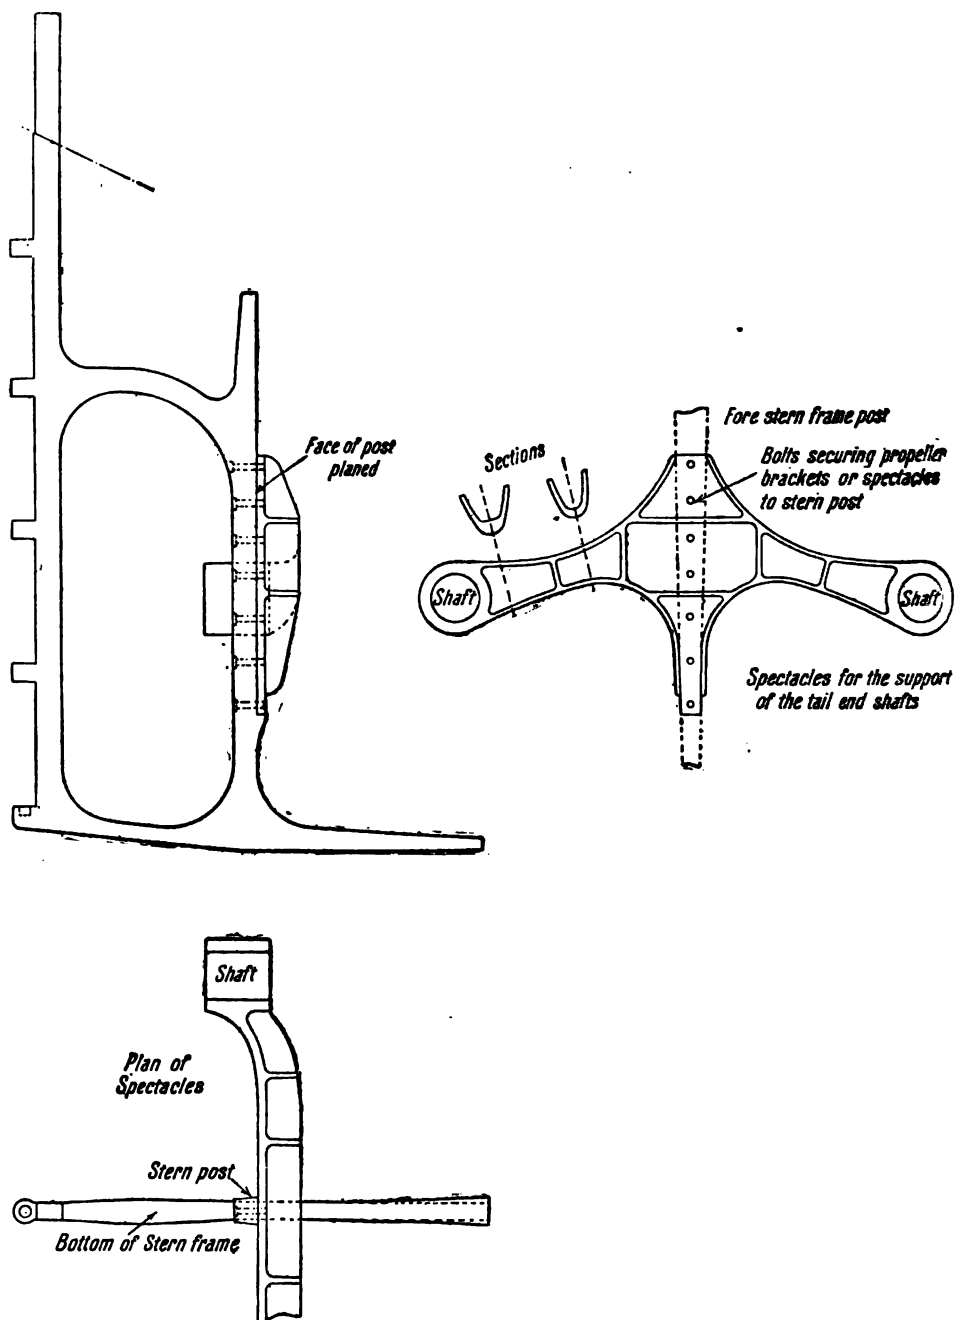 Face of post
planed
Sections
Fore stern frame post
Bolts securing propeller
brackets or spectacles
to stern post
Shaft
Shaft
Spectacles for the support
of the tail end shafts
Shaft
Plan of
Spectacles
Stern post
Bottom of Stern frame